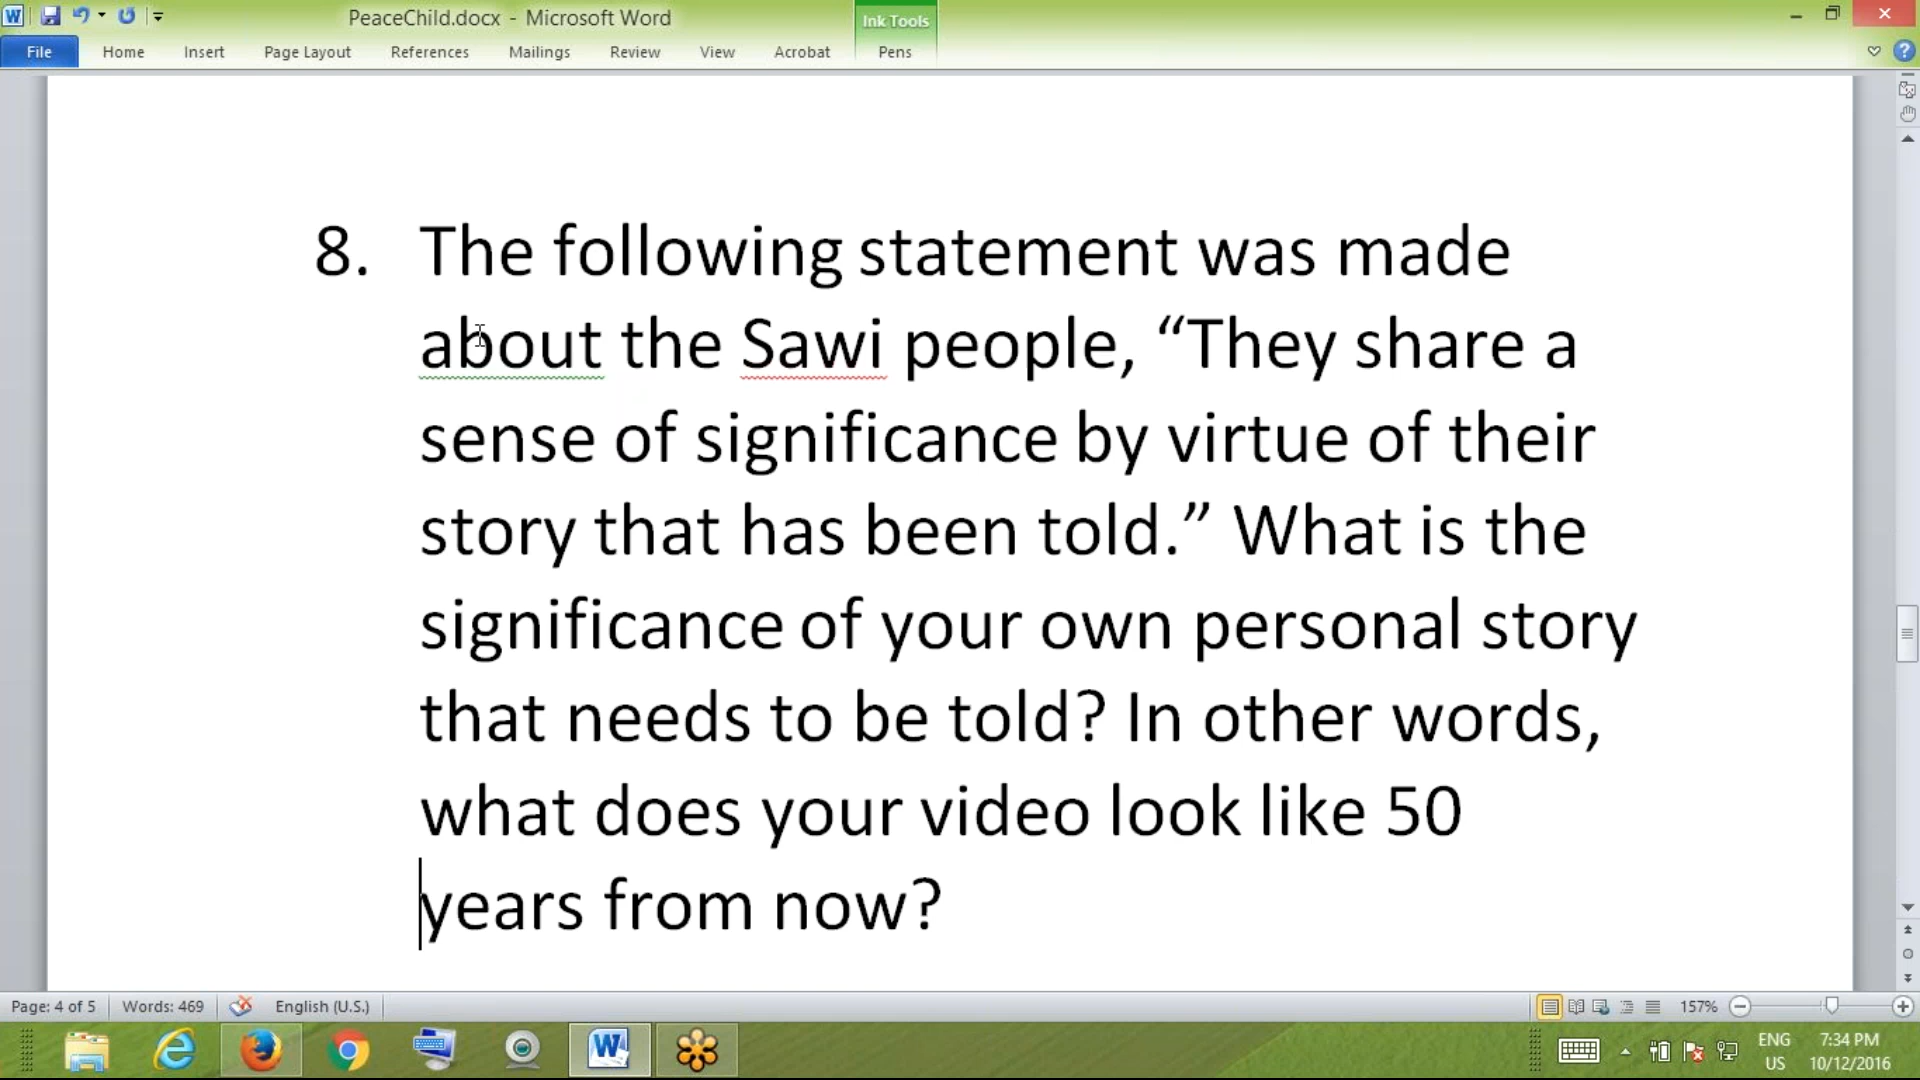 PeaceChild.docx - Microsoft Word
Ink Tools
File Home Insert Page Layout References Mailings Review View Acrobat Pens
8. The following statement was made
about the Sawi people, “They share a
sense of significance by virtue of their
story that has been told.” What is the
significance of your own personal story
that needs to be told? In other words,
what does your video look like 50
years from now?
Page: 4 of 5 Words: 469 English (U.S.) 157%
ENG 7:34 PM
US 10/12/2016